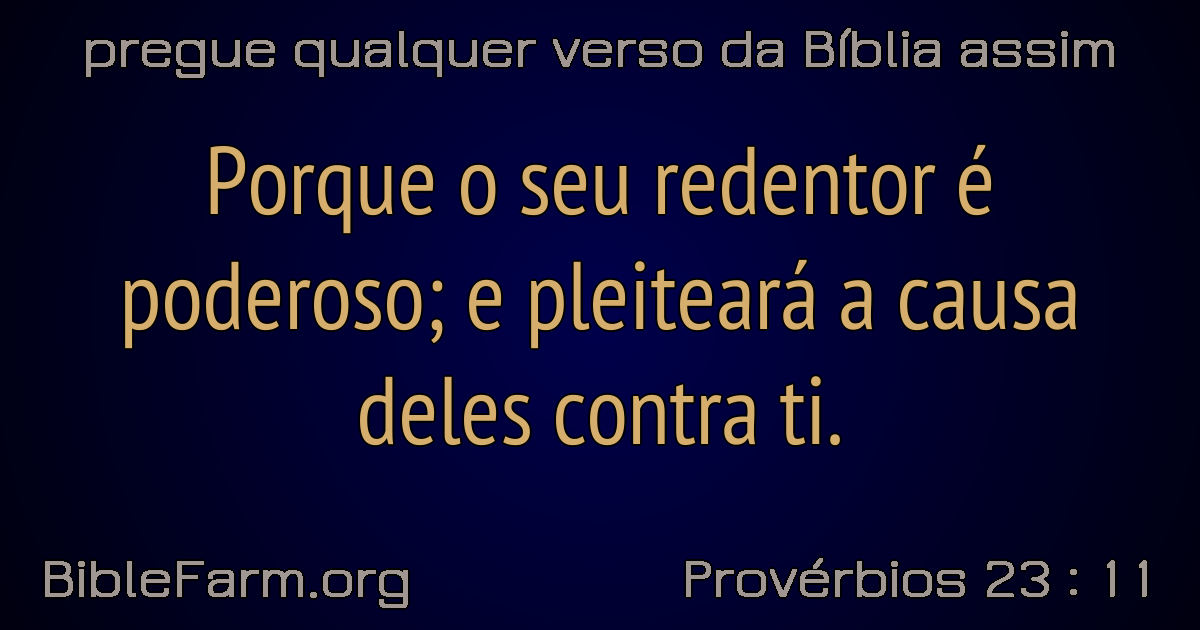 pregue qualquer verso da Bíblia assim
Porque o seu redentor é
poderoso; e pleiteará a causa
deles contra ti.
BibleFarm.org
Provérbios 23 : 11